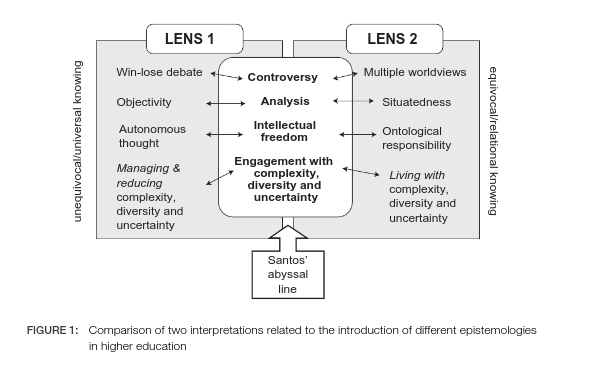 LENS 1
LENS 2
unequivocal/universal knowing
Win-lose debate
Controversy
Multiple worldviews
Objectivity
Analysis
Situatedness
Autonomous
thought
Intellectual
freedom
Ontological
responsibility
Managing &
reducing
complexity,
diversity and
uncertainty
Engagement with
complexity,
diversity and
uncertainty
Living with
complexity,
diversity and
uncertainty
equivocal/relational knowing
Santos’
abyssal
line
FIGURE 1: Comparison of two interpretations related to the introduction of different epistemologies
in higher education